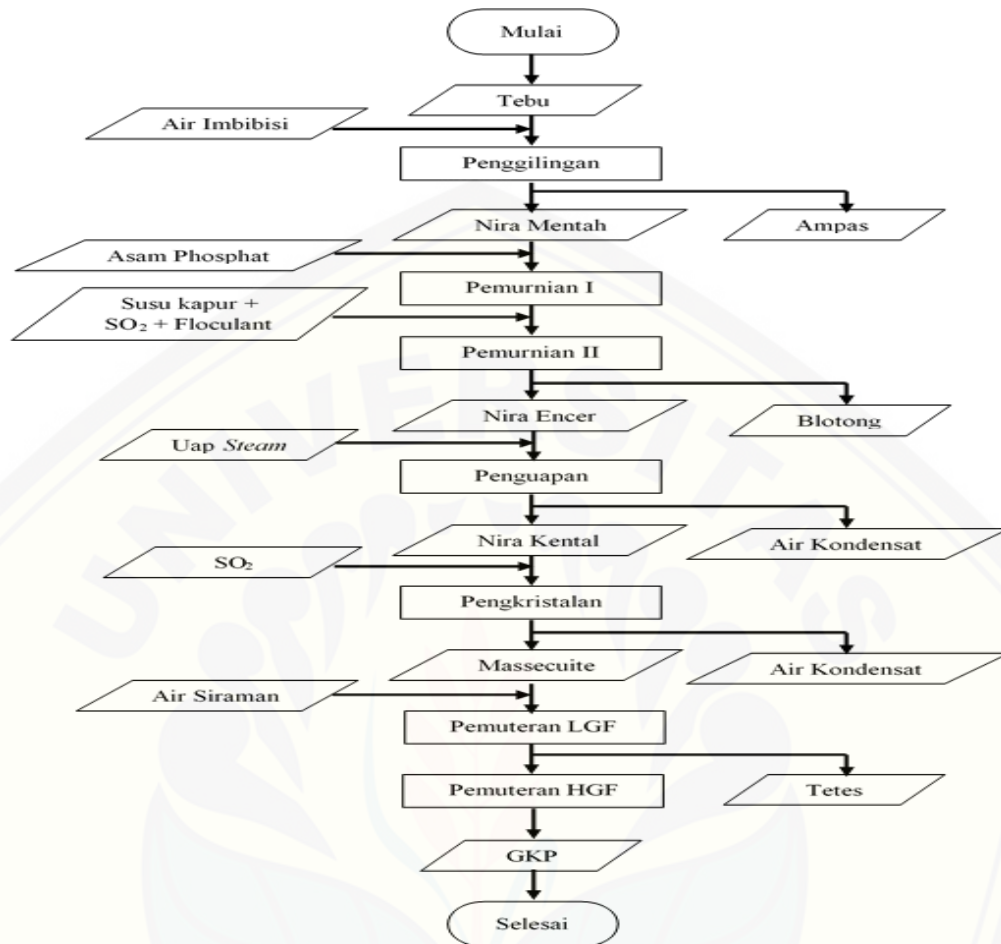 Mulai
Tebu
Air Imbibisi
Penggilingan
Nira Mentah
Ampas
Asam Phosphat
Pemurnian I
Susu kapur +
SO₂ + Floculant
Pemurnian II
Nira Encer
Blotong
Uap Steam
Penguapan
Nira Kental
Air Kondensat
SO₂
Pengkristalan
Massecuite
Air Kondensat
Air Siraman
Pemuteran LGF
Pemuteran HGF
Tetes
GKP
Selesai
UNIVERSITAS